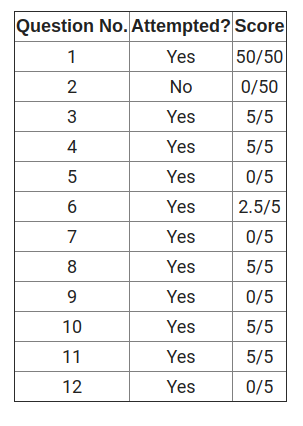 Question No. Attempted? Score
1 Yes 50/50
2 No 0/50
3 Yes 5/5
4 Yes 5/5
5 Yes 0/5
6 Yes 2.5/5
7 Yes 0/5
8 Yes 5/5
9 Yes 0/5
10 Yes 5/5
11 Yes 5/5
12 Yes 0/5